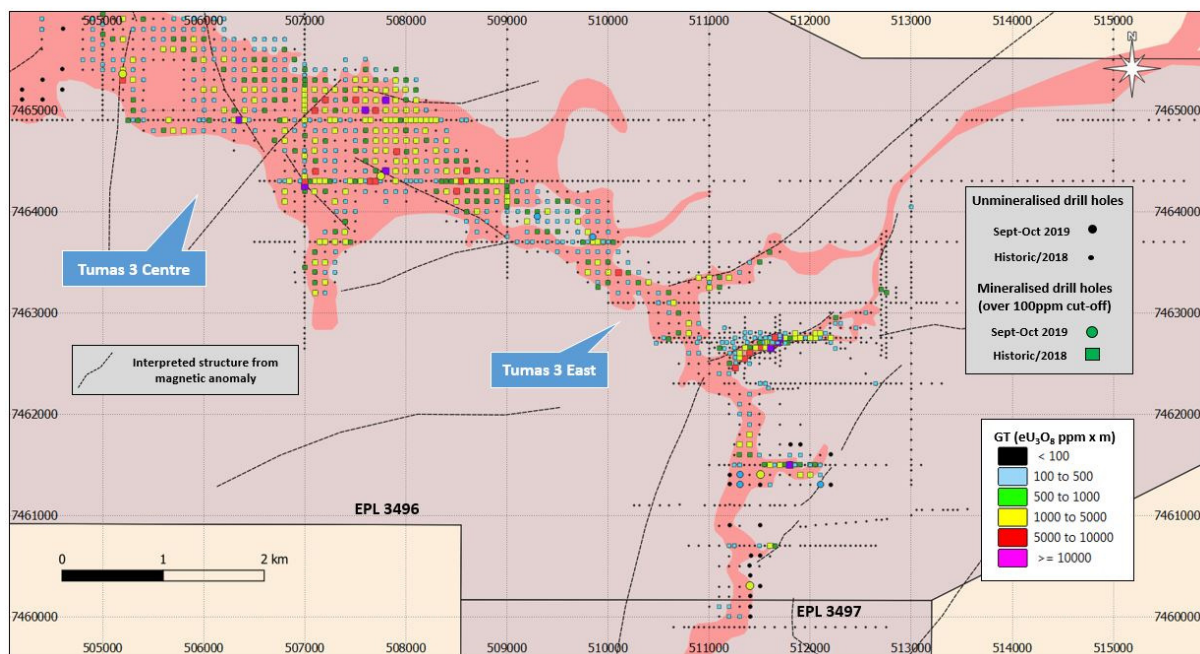 505000 506000 507000 508000 509000 510000 511000 512000 513000 514000 515000
N
7465000 7465000
7464000 7464000
Unmineralised drill holes
Sept-Oct 2019
Historic/2018
Mineralised drill holes
(over 100ppm cut-off)
Sept-Oct 2019
Historic/2018
Tumas 3 Centre
7463000 7463000
Interpreted structure from
magnetic anomaly
Tumas 3 East
7462000 7462000
GT (eU₃O₈ ppm x m)
< 100
100 to 500
500 to 1000
1000 to 5000
5000 to 10000
>= 10000
7461000
EPL 3496
0 1 2 km
7460000 7460000
EPL 3497
505000 506000 507000 508000 509000 510000 511000 512000 513000 514000 515000